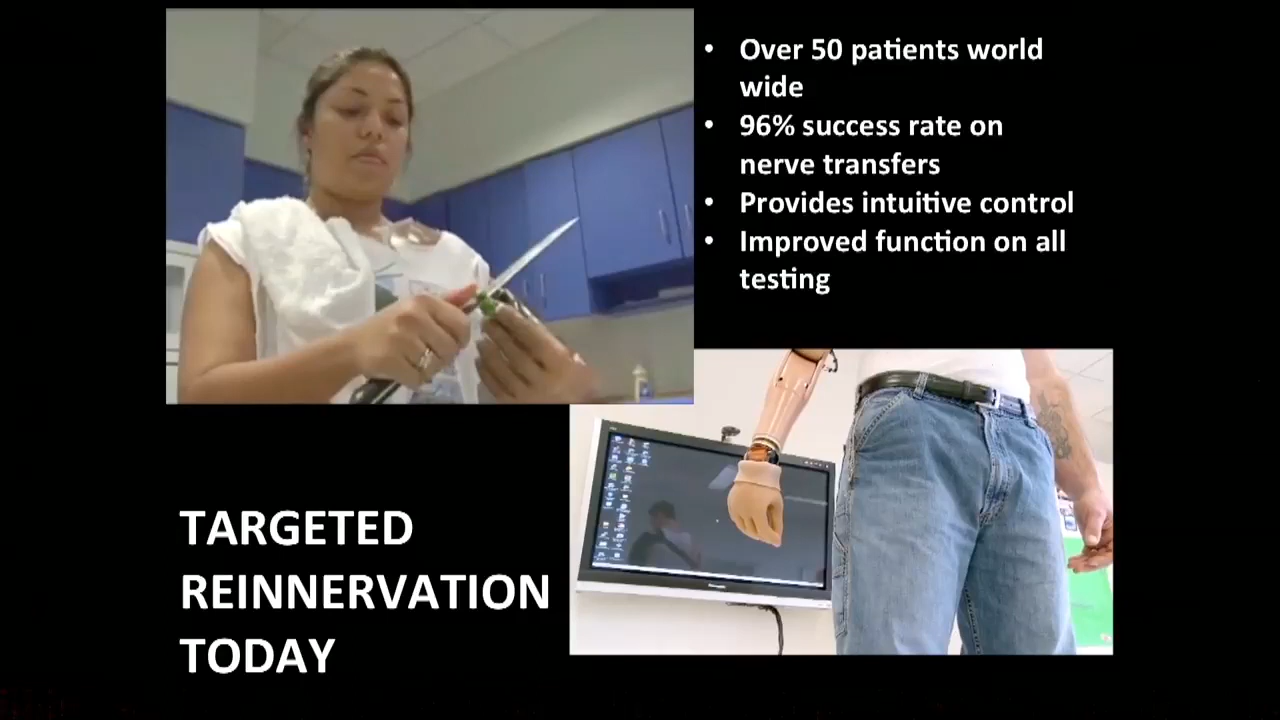 • Over 50 patients world
wide
• 96% success rate on
nerve transfers
• Provides intuitive control
• Improved function on all
testing
TARGETED
REINNERVATION
TODAY